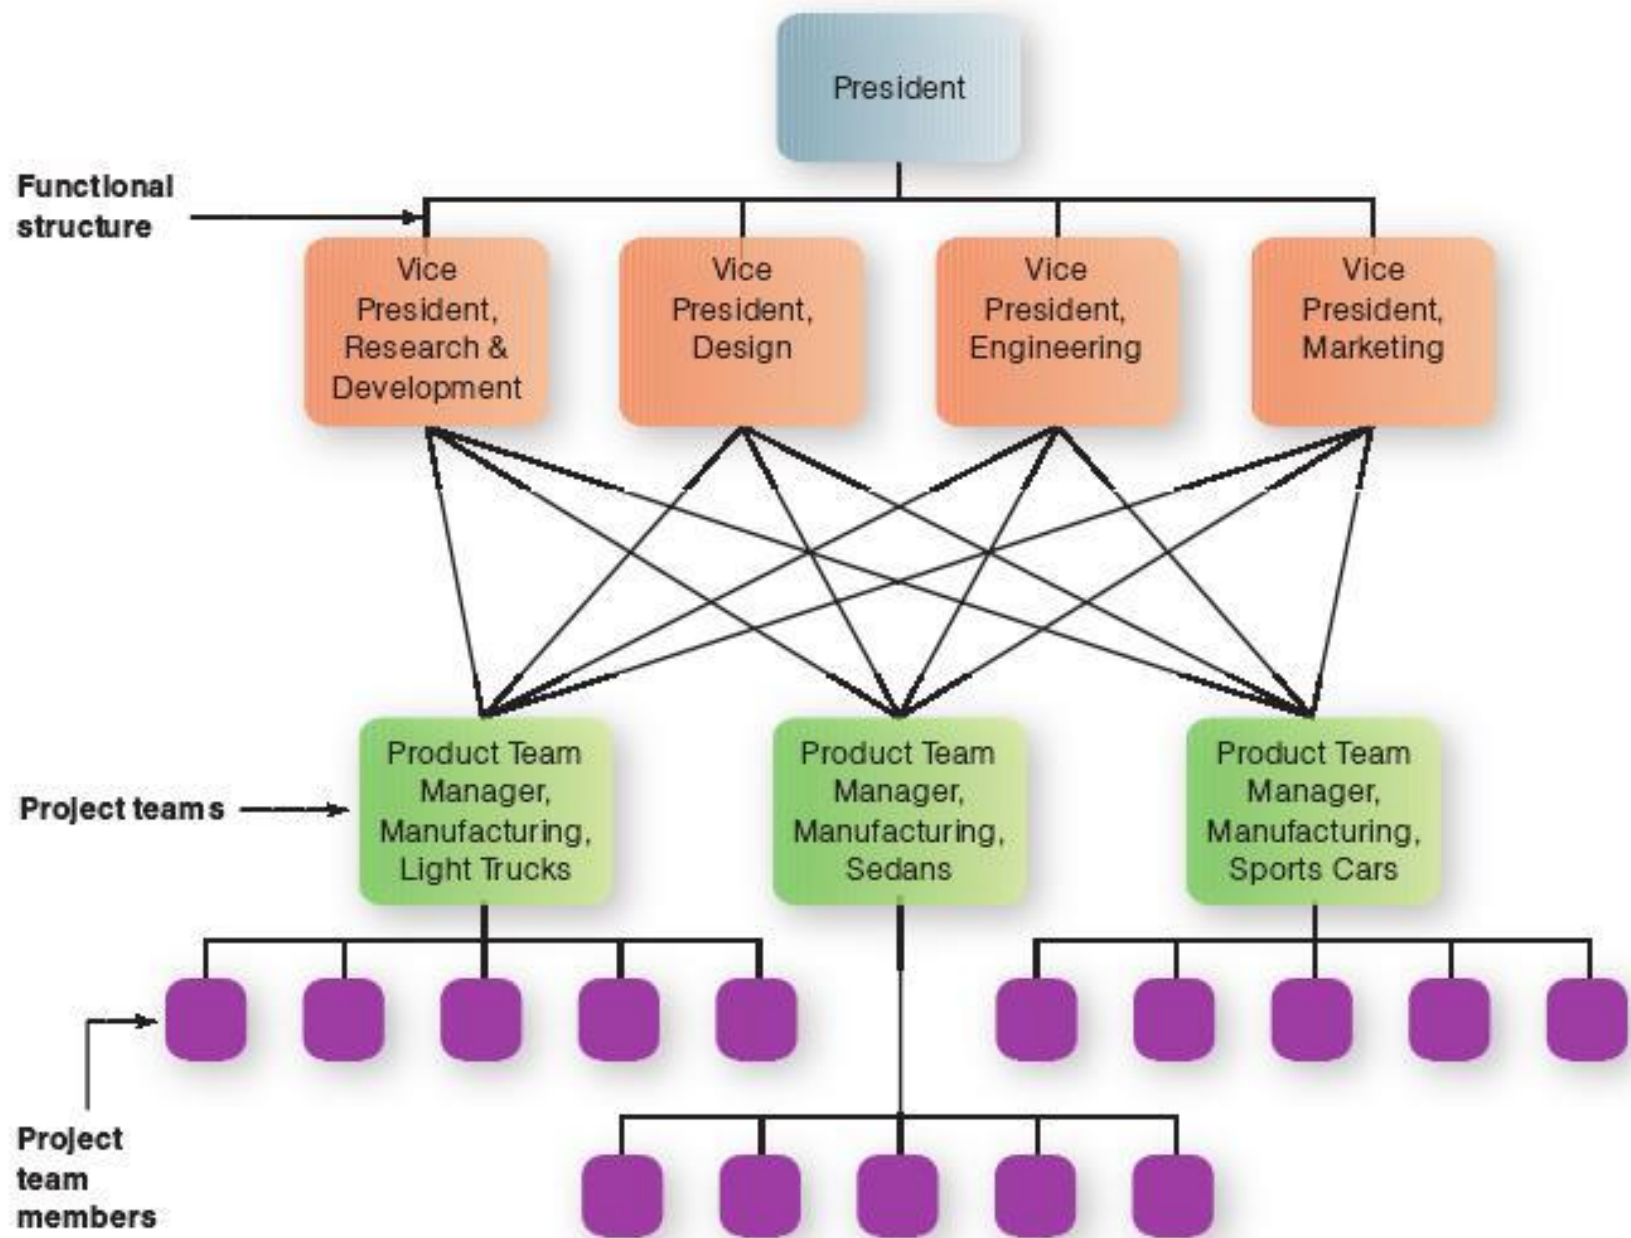 President
Functional
structure
Vice
President,
Research &
Development
Vice
President,
Design
Vice
President,
Engineering
Vice
President,
Marketing
Project teams
Product Team
Manager,
Manufacturing,
Light Trucks
Product Team
Manager,
Manufacturing,
Sedans
Product Team
Manager,
Manufacturing,
Sports Cars
Project
team
members